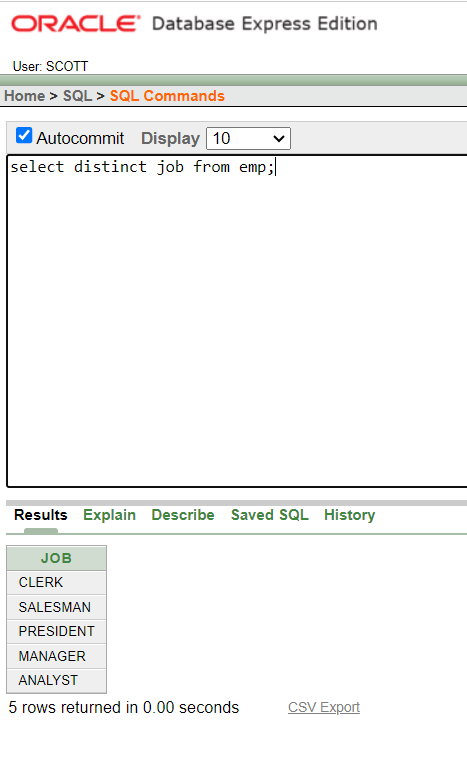 ORACLE® Database Express Edition
User: SCOTT
Home > SQL > SQL Commands
Autocommit Display 10
select distinct job from emp;
Results Explain Describe Saved SQL History
JOB
CLERK
SALESMAN
PRESIDENT
MANAGER
ANALYST
5 rows returned in 0.00 seconds CSV Export